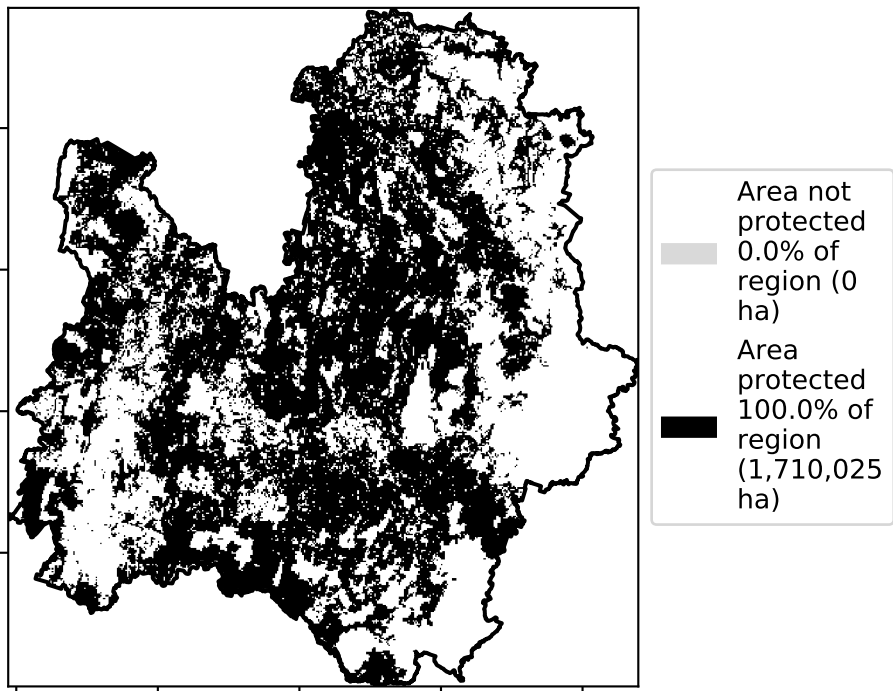 Area not
protected
0.0% of
region (0
ha)
Area
protected
100.0% of
region
(1,710,025
ha)